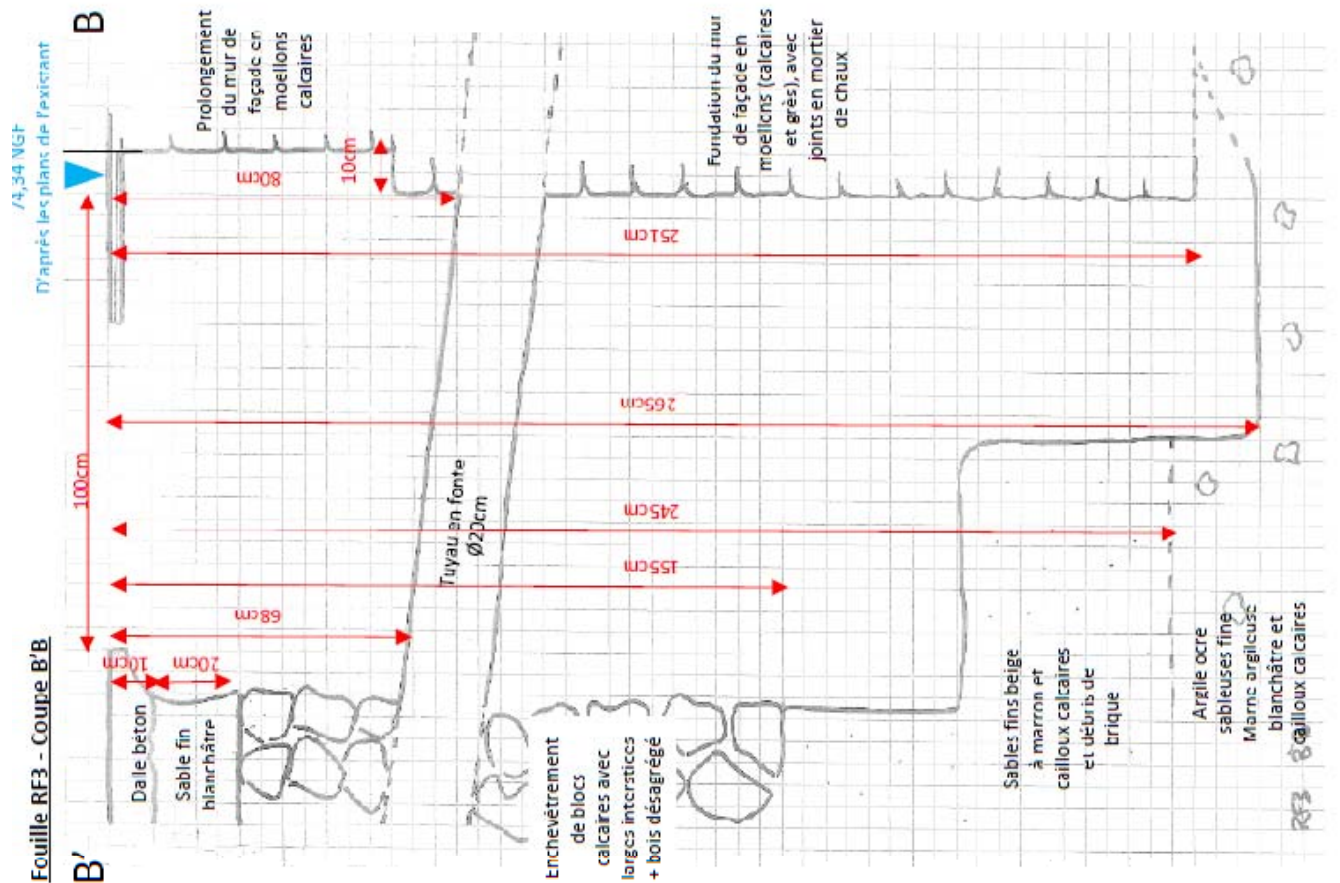 Fouille RF3 - Coupe B'B
B'
B
74,34 NGF
D'après les plans de l'existant
100cm
10cm
20cm
68cm
155cm
245cm
265cm
251cm
80cm
10cm
Dalle béton
Sable fin
blanchâtre
Enchevêtrement
de blocs
calcaires avec
larges interstices
+ bois désagrégé
Sables fins beige
à marron et
cailloux calcaires
et débris de
brique
Argile ocre
sableuses fine
Marne argileuse
blanchâtre et
cailloux calcaires
Tuyau en fonte
Ø20cm
Prolongement
du mur de
façade en
moellons
calcaires
Fondation du mur
de façade en
moellons (calcaires
et grès), avec
joints en mortier
de chaux
RF3